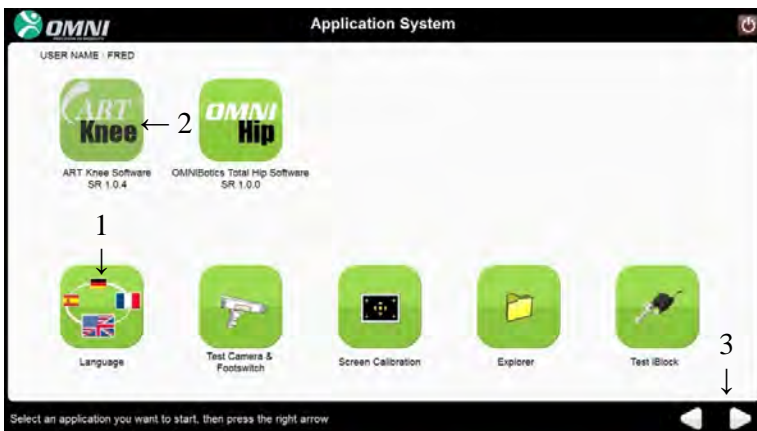 OMNI
Application System
USER NAME : FRED
ART
Knee
← 2
OMNI
Hip
ART Knee Software
SR 1.0.4
OMNIBotics Total Hip Software
SR 1.0.0
1
↓
Language
Test Camera &
Footswitch
Screen Calibration
Explorer
Test iBlock
3
↓
Select an application you want to start, then press the right arrow